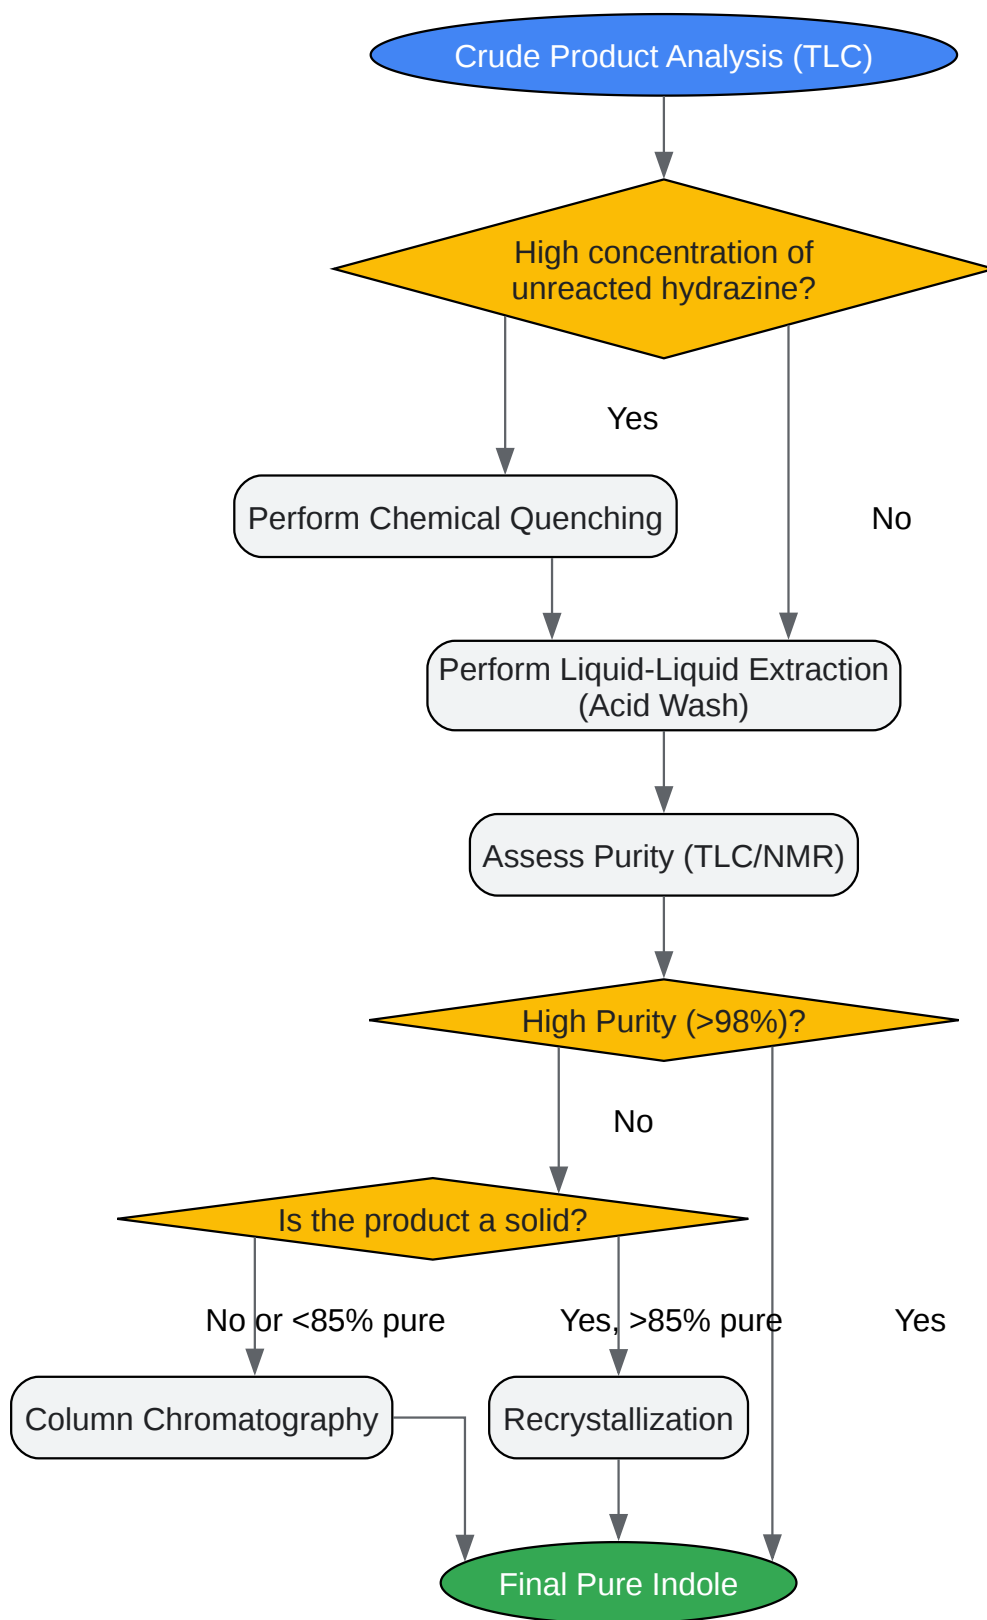 Crude Product Analysis (TLC)
High concentration of
unreacted hydrazine?
Yes
Perform Chemical Quenching
No
Perform Liquid-Liquid Extraction
(Acid Wash)
Assess Purity (TLC/NMR)
High Purity (>98%)?
No
Is the product a solid?
No or <85% pure
Yes, >85% pure
Yes
Column Chromatography
Recrystallization
Final Pure Indole